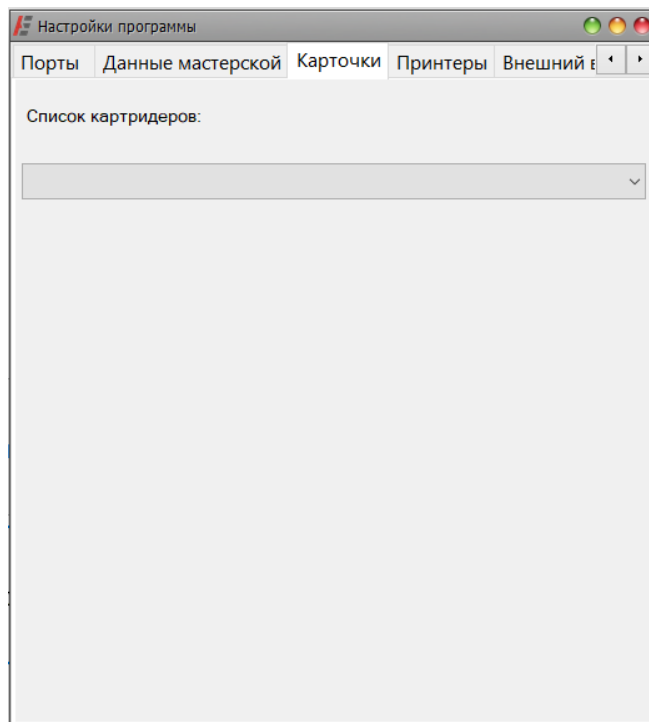 Настройки программы
Порты Данные мастерской Карточки Принтеры Внешний в
Список картридеров: